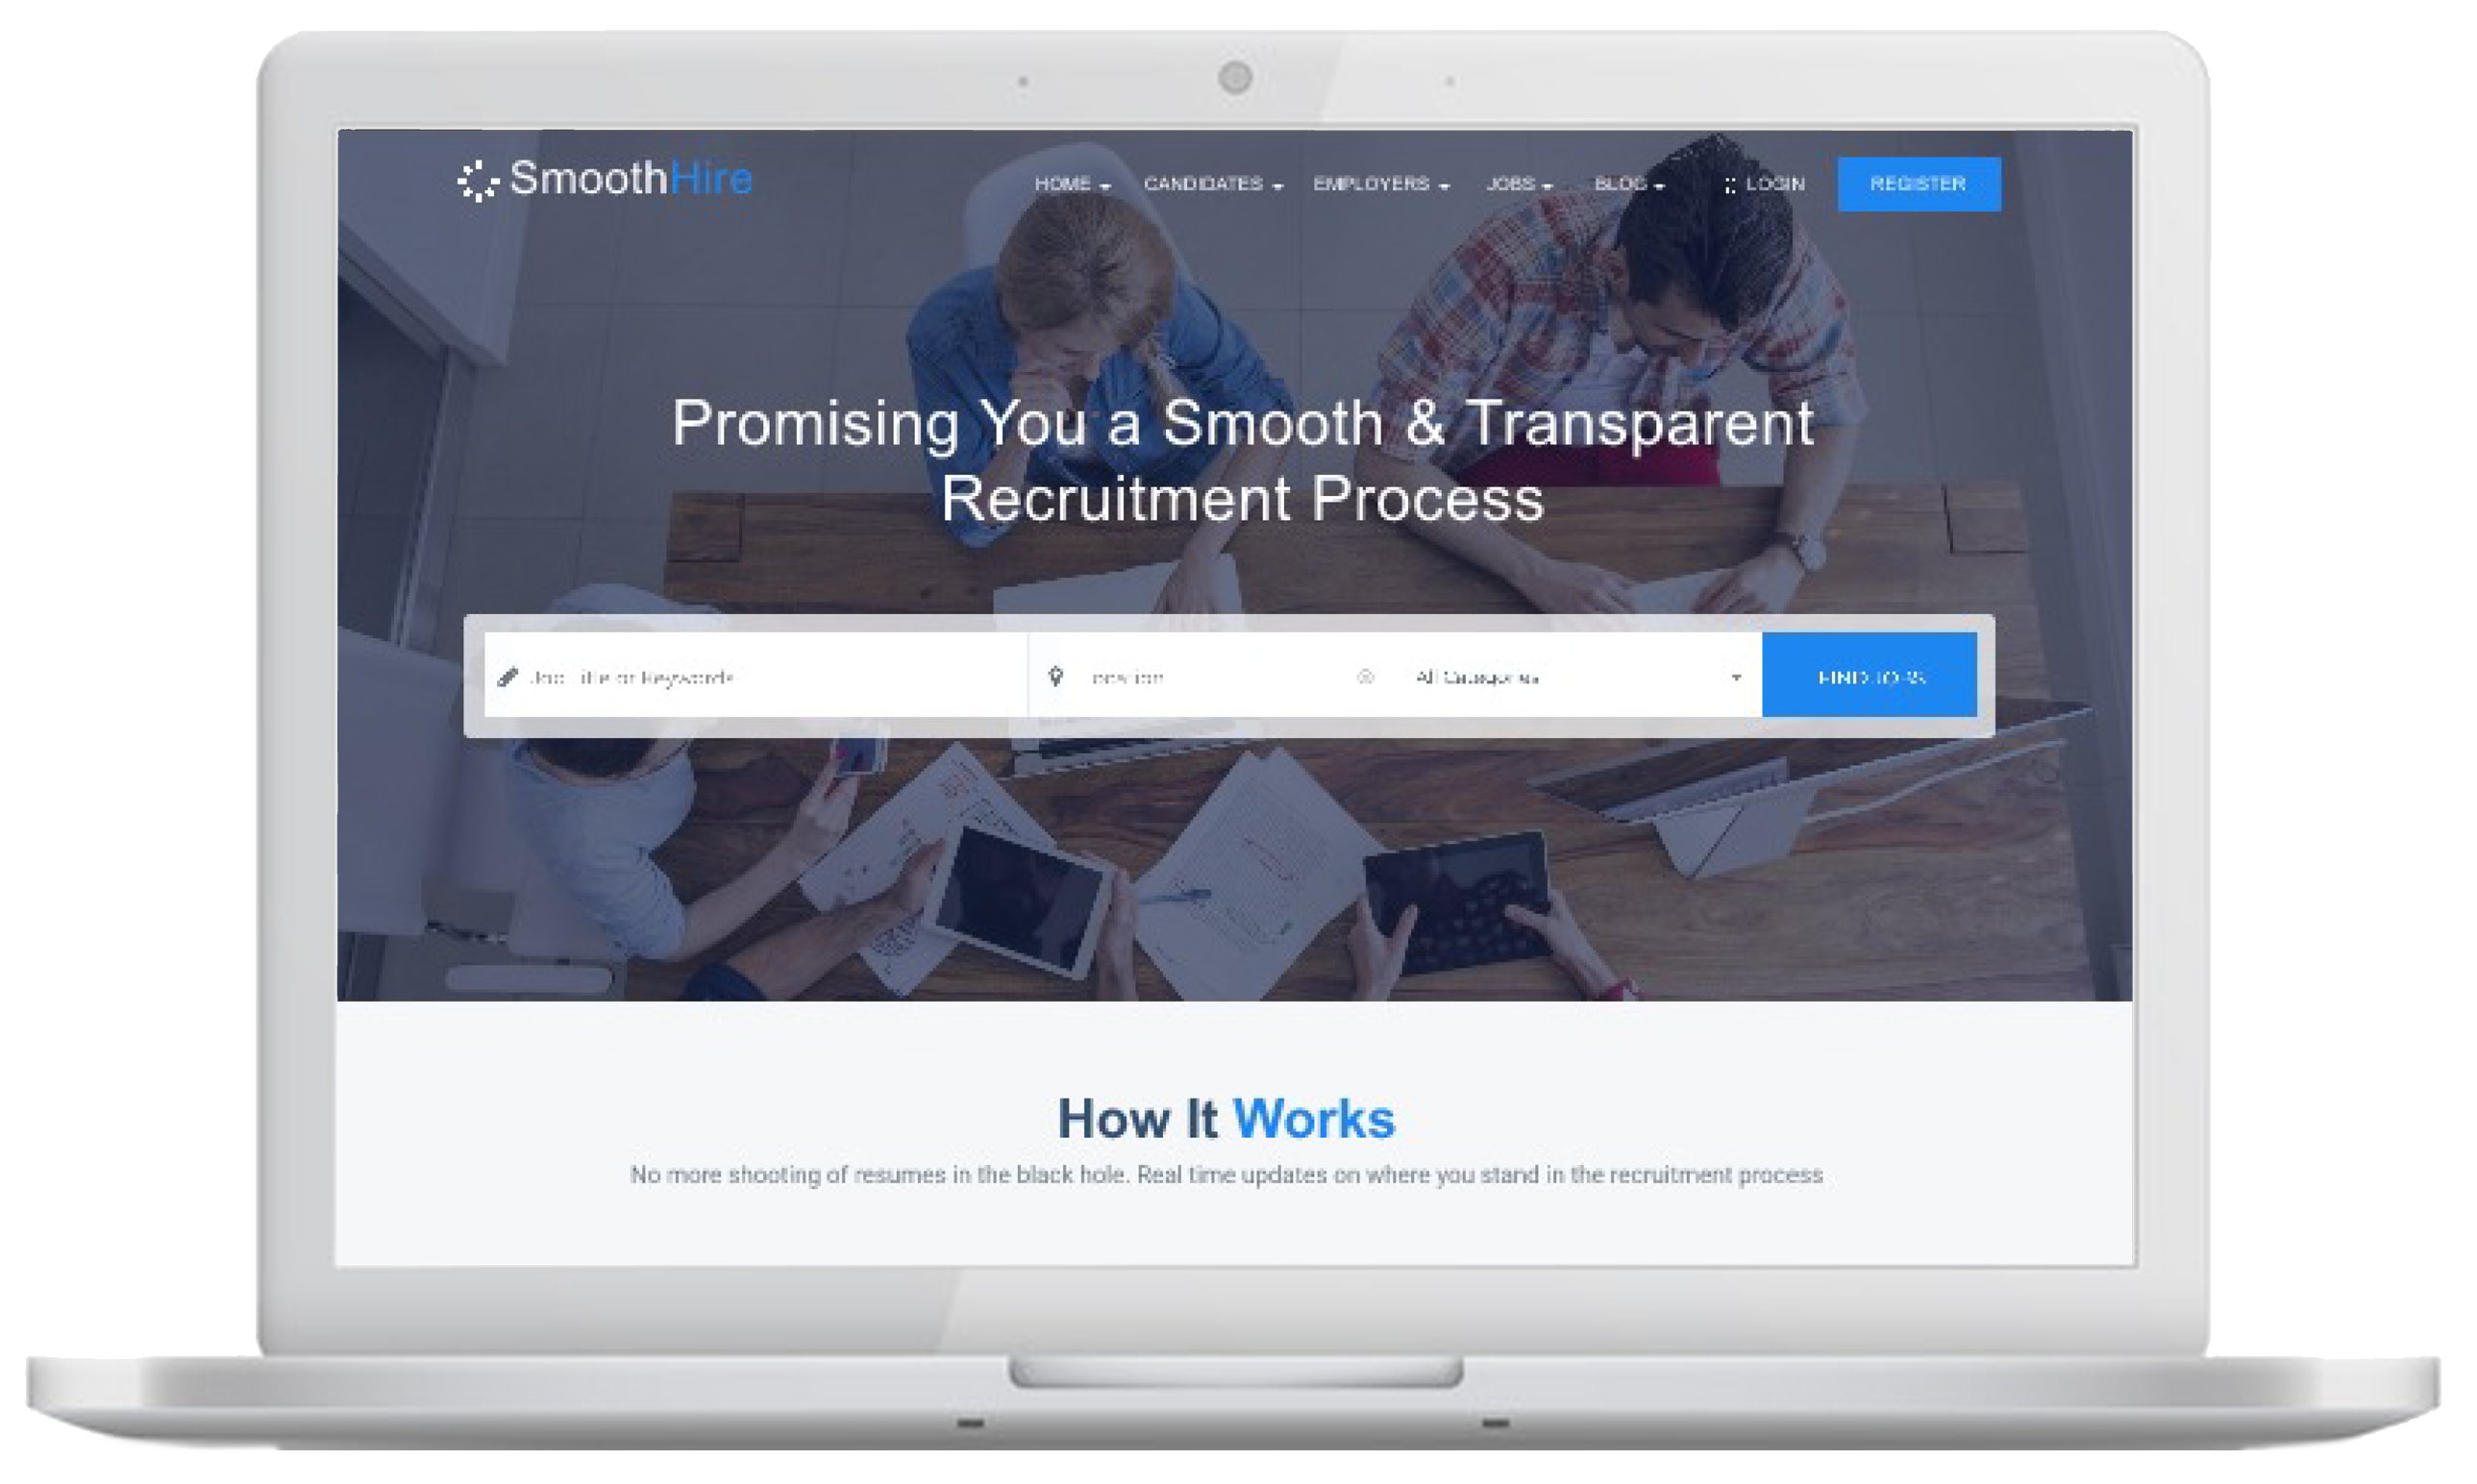 SmoothHire
HOME CANDIDATES EMPLOYERS JOBS BLOG LOGIN REGISTER
Promising You a Smooth & Transparent
Recruitment Process
Job Title or Keywords Location All Categories FIND JOBS
How It Works
No more shooting of resumes in the black hole. Real time updates on where you stand in the recruitment process